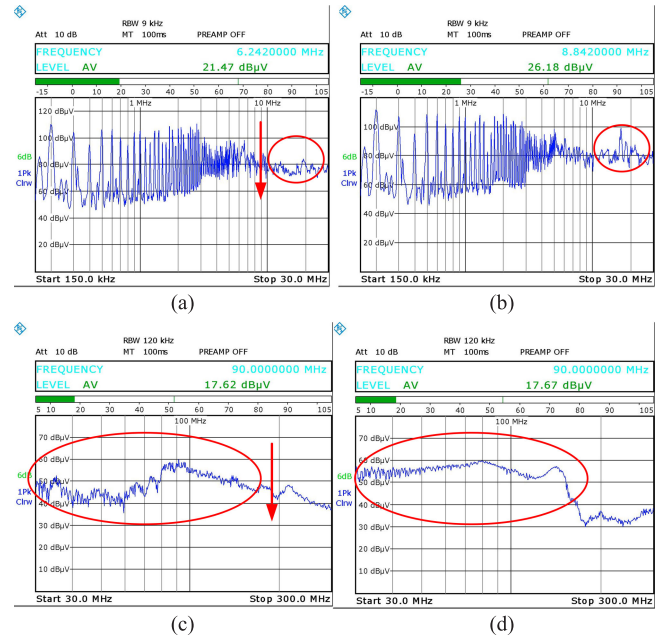 RBW 9 kHz
Att 10 dB MT 100ms PREAMP OFF
FREQUENCY 6.2420000 MHz
LEVEL AV 21.47 dBµV
-15 0 10 20 30 40 50 60 70 80 90 105
120 dBµV 1 MHz 10 MHz
100 dBµV
6dB 80 dBµV
1Pk
Clrw
60 dBµV
40 dBµV
20 dBµV
Start 150.0 kHz Stop 30.0 MHz
(a)
RBW 9 kHz
Att 10 dB MT 100ms PREAMP OFF
FREQUENCY 8.8420000 MHz
LEVEL AV 26.18 dBµV
-15 0 10 20 30 40 50 60 70 80 90 105
1 MHz 10 MHz
100 dBµV
6dB 80 dBµV
1Pk
Clrw
60 dBµV
40 dBµV
20 dBµV
Start 150.0 kHz Stop 30.0 MHz
(b)
RBW 120 kHz
Att 10 dB MT 100ms PREAMP OFF
FREQUENCY 90.0000000 MHz
LEVEL AV 17.62 dBµV
5 10 20 30 40 50 60 70 80 90 105
100 MHz
70 dBµV
60 dBµV
6dB 50 dBµV
1Pk
Clrw 40 dBµV
30 dBµV
20 dBµV
10 dBµV
Start 30.0 MHz Stop 300.0 MHz
(c)
RBW 120 kHz
Att 10 dB MT 100ms PREAMP OFF
FREQUENCY 90.0000000 MHz
LEVEL AV 17.67 dBµV
5 10 20 30 40 50 60 70 80 90 105
100 MHz
70 dBµV
60 dBµV
6dB 50 dBµV
1Pk
Clrw 40 dBµV
30 dBµV
20 dBµV
10 dBµV
Start 30.0 MHz Stop 300.0 MHz
(d)